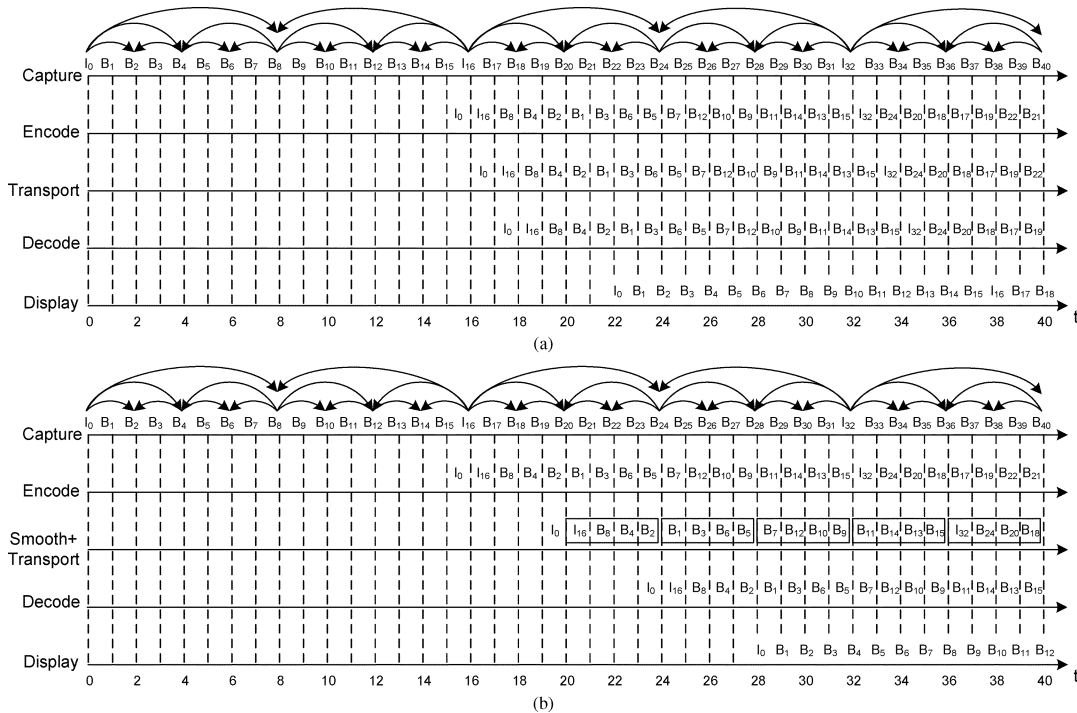 I0 B1 B2 B3 B4 B5 B6 B7 B8 B9 B10 B11 B12 B13 B14 B15 I16 B17 B18 B19 B20 B21 B22 B23 B24 B25 B26 B27 B28 B29 B30 B31 I32 B33 B34 B35 B36 B37 B38 B39 B40
Capture
I0 I16 B8 B4 B2 B1 B3 B6 B5 B7 B12 B10 B9 B11 B14 B13 B15 I32 B24 B20 B18 B17 B19 B22 B21
Encode
I0 I16 B8 B4 B2 B1 B3 B6 B5 B7 B12 B10 B9 B11 B14 B13 B15 I32 B24 B20 B18 B17 B19 B22
Transport
I0 I16 B8 B4 B2 B1 B3 B6 B5 B7 B12 B10 B9 B11 B14 B13 B15 I32 B24 B20 B18 B17 B19
Decode
I0 B1 B2 B3 B4 B5 B6 B7 B8 B9 B10 B11 B12 B13 B14 B15 I16 B17 B18
Display
0 2 4 6 8 10 12 14 16 18 20 22 24 26 28 30 32 34 36 38 40 t
(a)
I0 B1 B2 B3 B4 B5 B6 B7 B8 B9 B10 B11 B12 B13 B14 B15 I16 B17 B18 B19 B20 B21 B22 B23 B24 B25 B26 B27 B28 B29 B30 B31 I32 B33 B34 B35 B36 B37 B38 B39 B40
Capture
I0 I16 B8 B4 B2 B1 B3 B6 B5 B7 B12 B10 B9 B11 B14 B13 B15 I32 B24 B20 B18 B17 B19 B22 B21
Encode
I0 I16 B8 B4 B2 B1 B3 B6 B5 B7 B12 B10 B9 B11 B14 B13 B15 I32 B24 B20 B18
Smooth+
Transport
I0 I16 B8 B4 B2 B1 B3 B6 B5 B7 B12 B10 B9 B11 B14 B13 B15
Decode
I0 B1 B2 B3 B4 B5 B6 B7 B8 B9 B10 B11 B12
Display
0 2 4 6 8 10 12 14 16 18 20 22 24 26 28 30 32 34 36 38 40 t
(b)